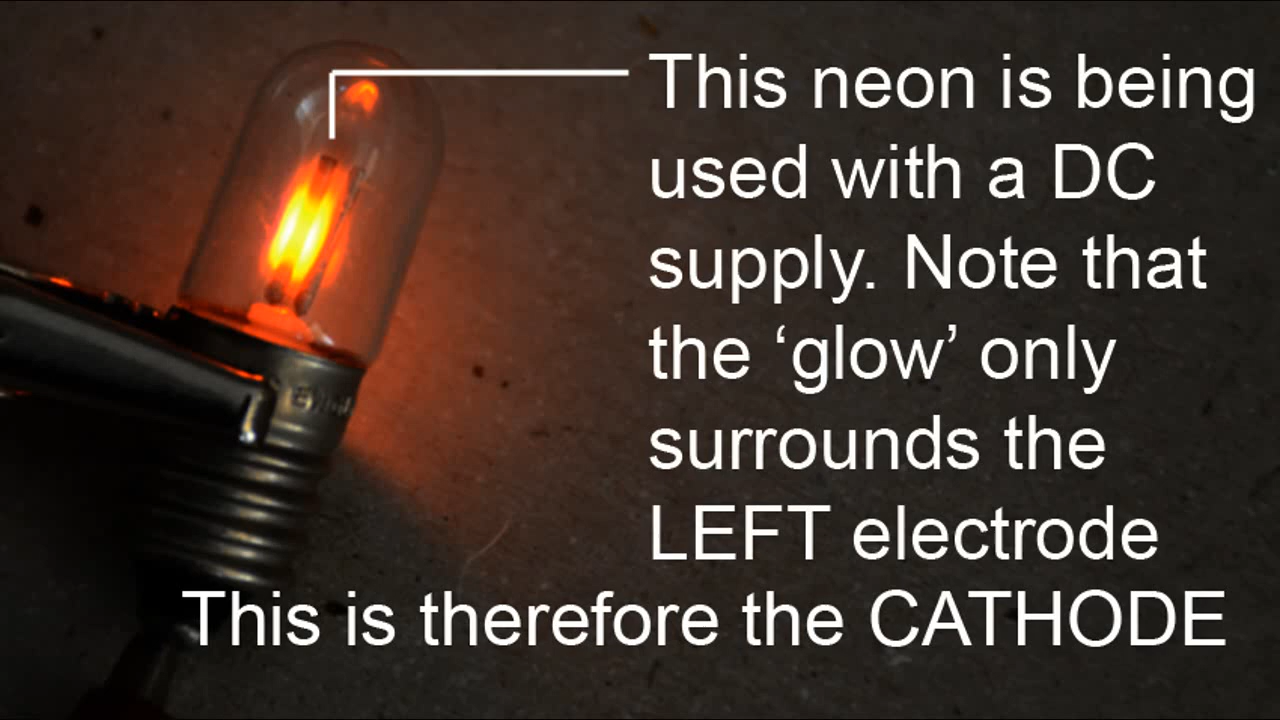 This neon is being
used with a DC
supply. Note that
the ‘glow’ only
surrounds the
LEFT electrode
This is therefore the CATHODE